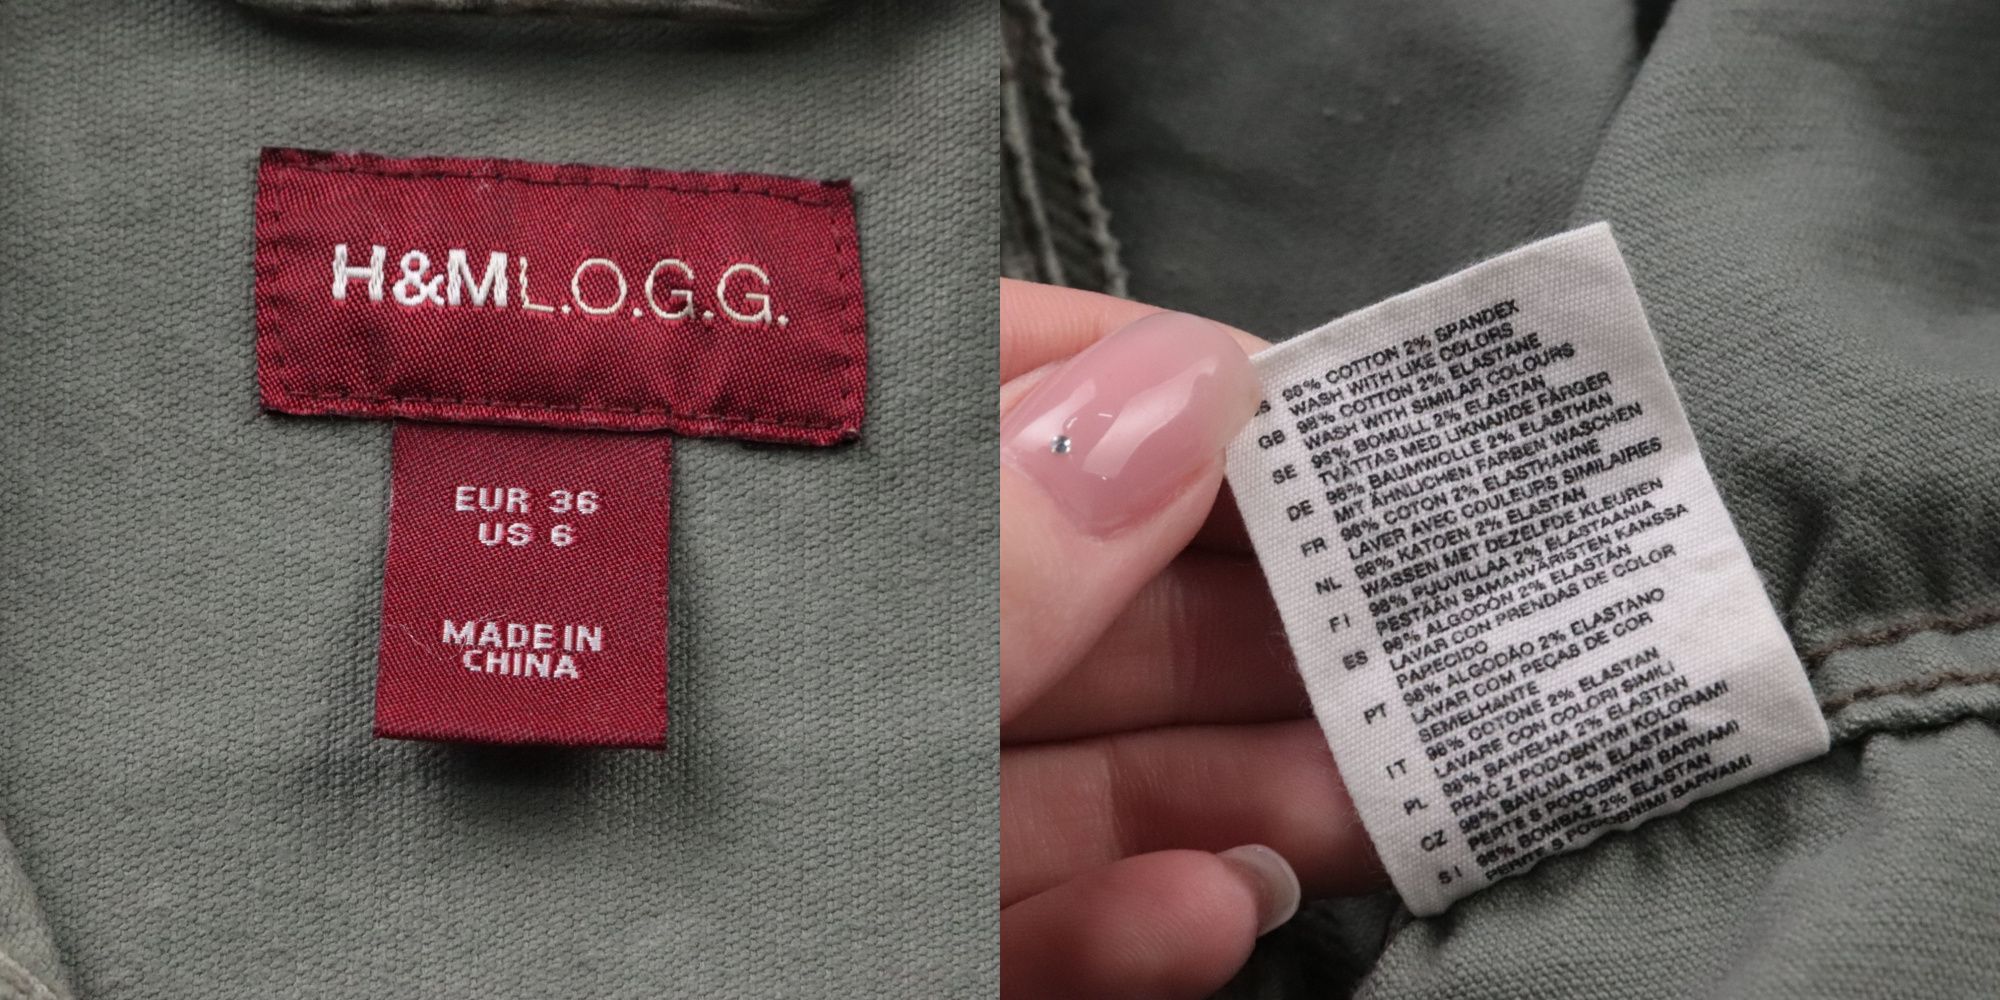 H&M L.O.G.G.
EUR 36
US 6
MADE IN
CHINA
98% COTTON 2% SPANDEX
WASH WITH LIKE COLORS
GB 98% COTTON 2% ELASTANE
WASH WITH SIMILAR COLOURS
SE 98% BOMULL 2% ELASTAN
TVÄTTAS MED LIKNANDE FÄRGER
DE 98% BAUMWOLLE 2% ELASTHAN
MIT ÄHNLICHEN FARBEN WASCHEN
FR 98% COTON 2% ELASTHANNE
LAVER AVEC COULEURS SIMILAIRES
NL 98% KATOEN 2% ELASTAN
WASSEN MET DEZELFDE KLEUREN
FI 98% PUUVILLAA 2% ELASTAANIA
PESTÄÄN SAMANVÄRISTEN KANSSA
ES 98% ALGODÓN 2% ELASTÁN
LAVAR CON PRENDAS DE COLOR
PARECIDO
PT 98% ALGODÃO 2% ELASTANO
LAVAR COM PEÇAS DE COR
SEMELHANTE
IT 98% COTONE 2% ELASTAN
LAVARE CON COLORI SIMILI
PL 98% BAWEŁNA 2% ELASTAN
PRAĆ Z PODOBNYMI KOLORAMI
CZ 98% BAVLNA 2% ELASTAN
PERTE S PODOBNYMI BARVAMI
SI 98% BOMBAŽ 2% ELASTAN
PERITE S PODOBNIMI BARVAMI